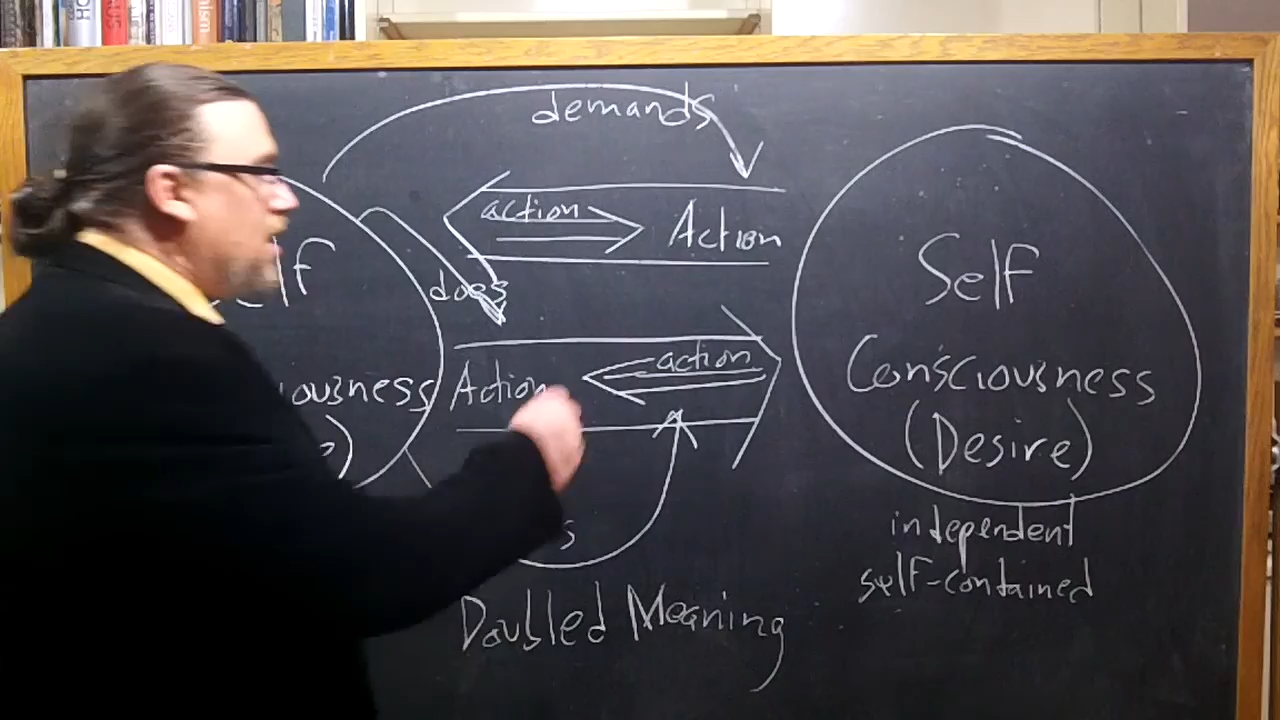 demands
action Action
does
Action action
Self
Consciousness
(Desire)
independent
self-contained
Doubled Meaning